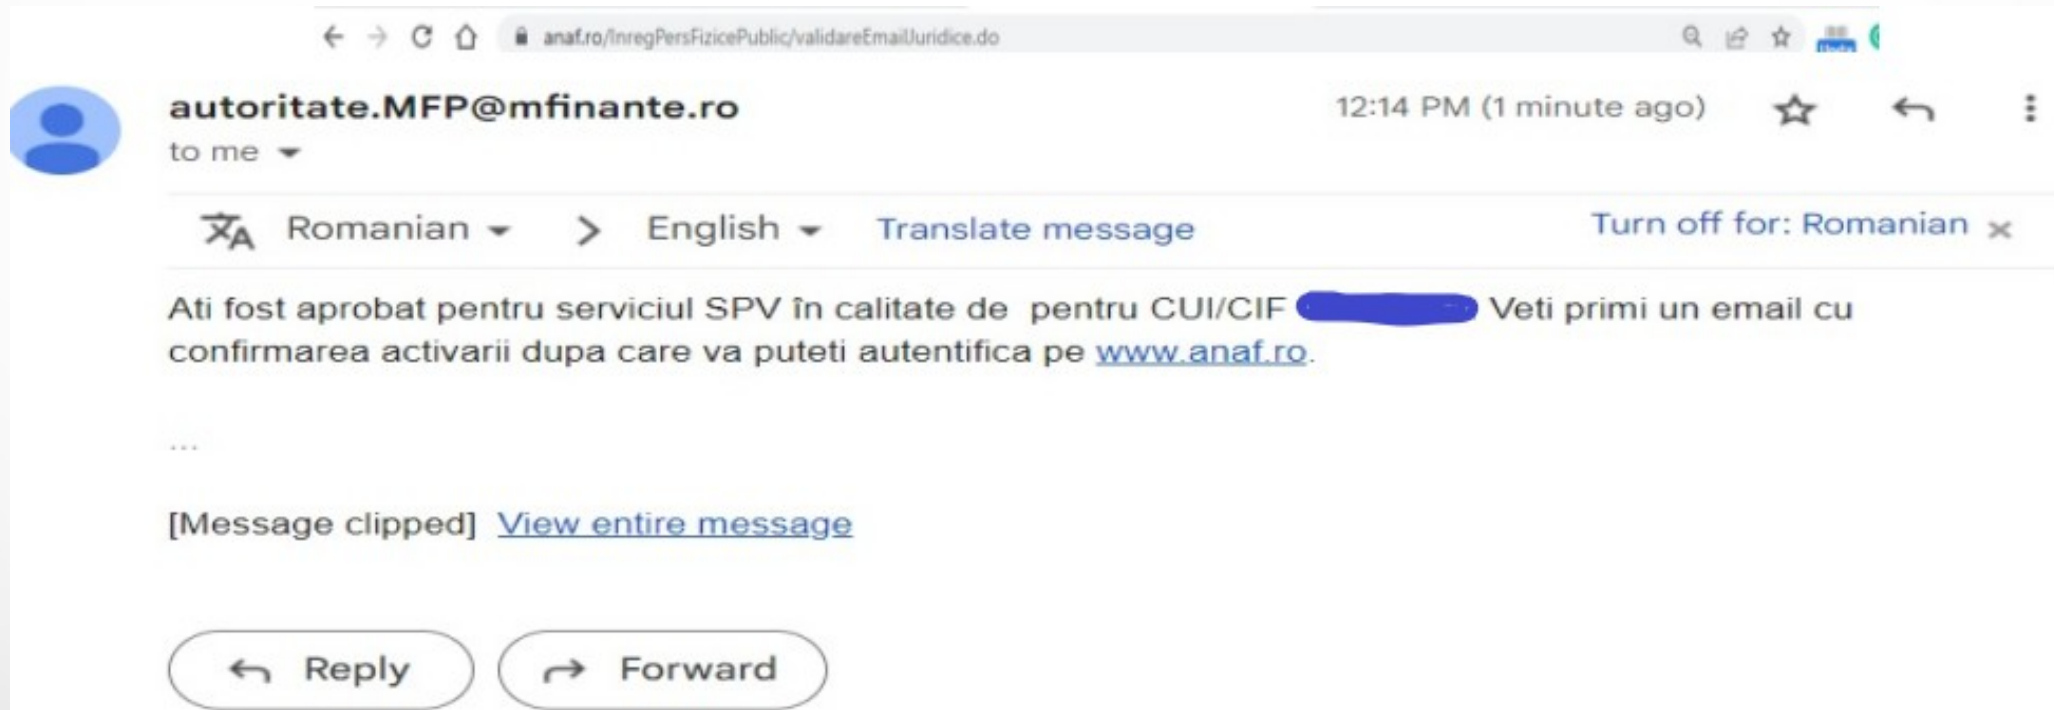 anaf.ro/InregPersFizicePublic/validareEmailJuridice.do
autoritate.MFP@mfinante.ro
12:14 PM (1 minute ago)
to me
Romanian > English Translate message Turn off for: Romanian ×
Ati fost aprobat pentru serviciul SPV în calitate de pentru CUI/CIF Veti primi un email cu
confirmarea activarii dupa care va puteti autentifica pe www.anaf.ro.
...
[Message clipped] View entire message
Reply Forward